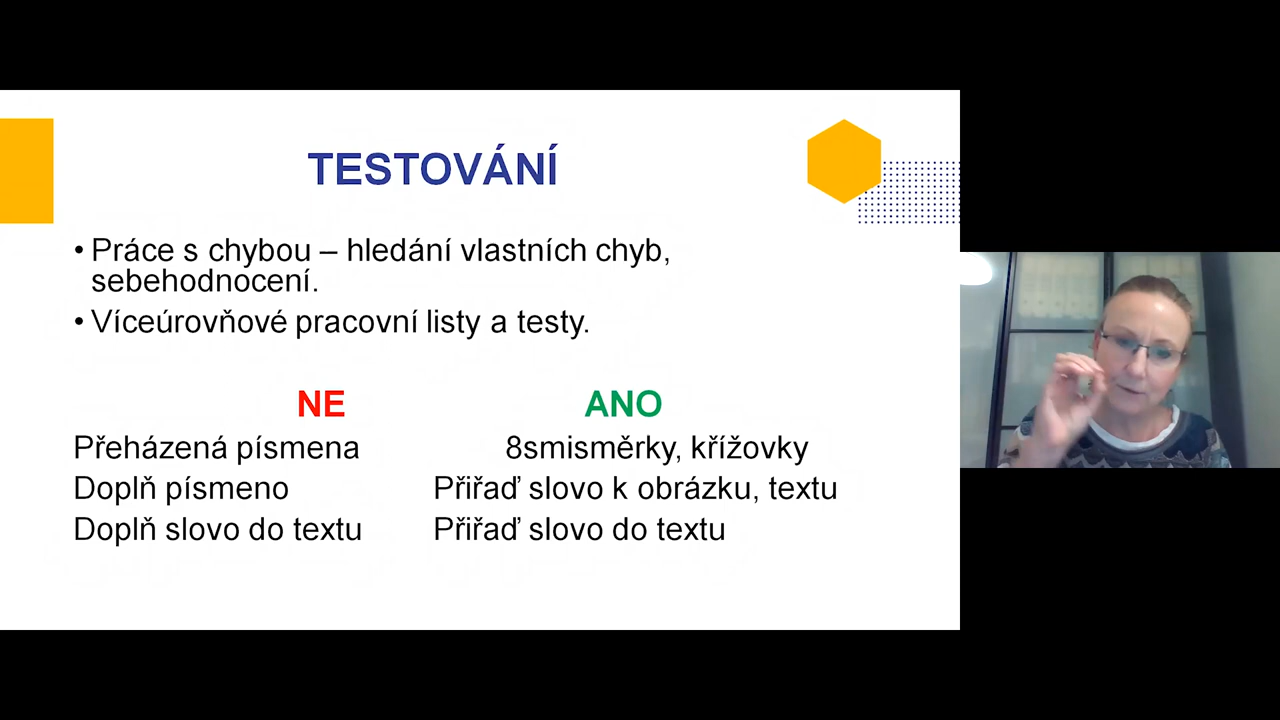 TESTOVÁNÍ
• Práce s chybou – hledání vlastních chyb,
sebehodnocení.
• Víceúrovňové pracovní listy a testy.
NE ANO
Přeházená písmena 8smisměrky, křížovky
Doplň písmeno Přiřaď slovo k obrázku, textu
Doplň slovo do textu Přiřaď slovo do textu